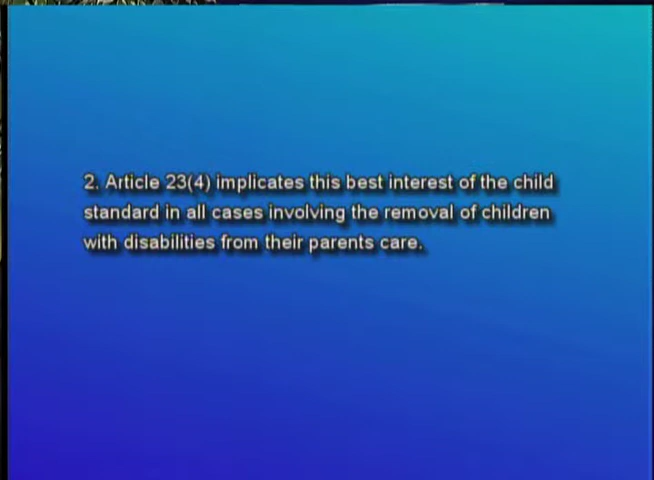 2. Article 23(4) implicates this best interest of the child
standard in all cases involving the removal of children
with disabilities from their parents care.